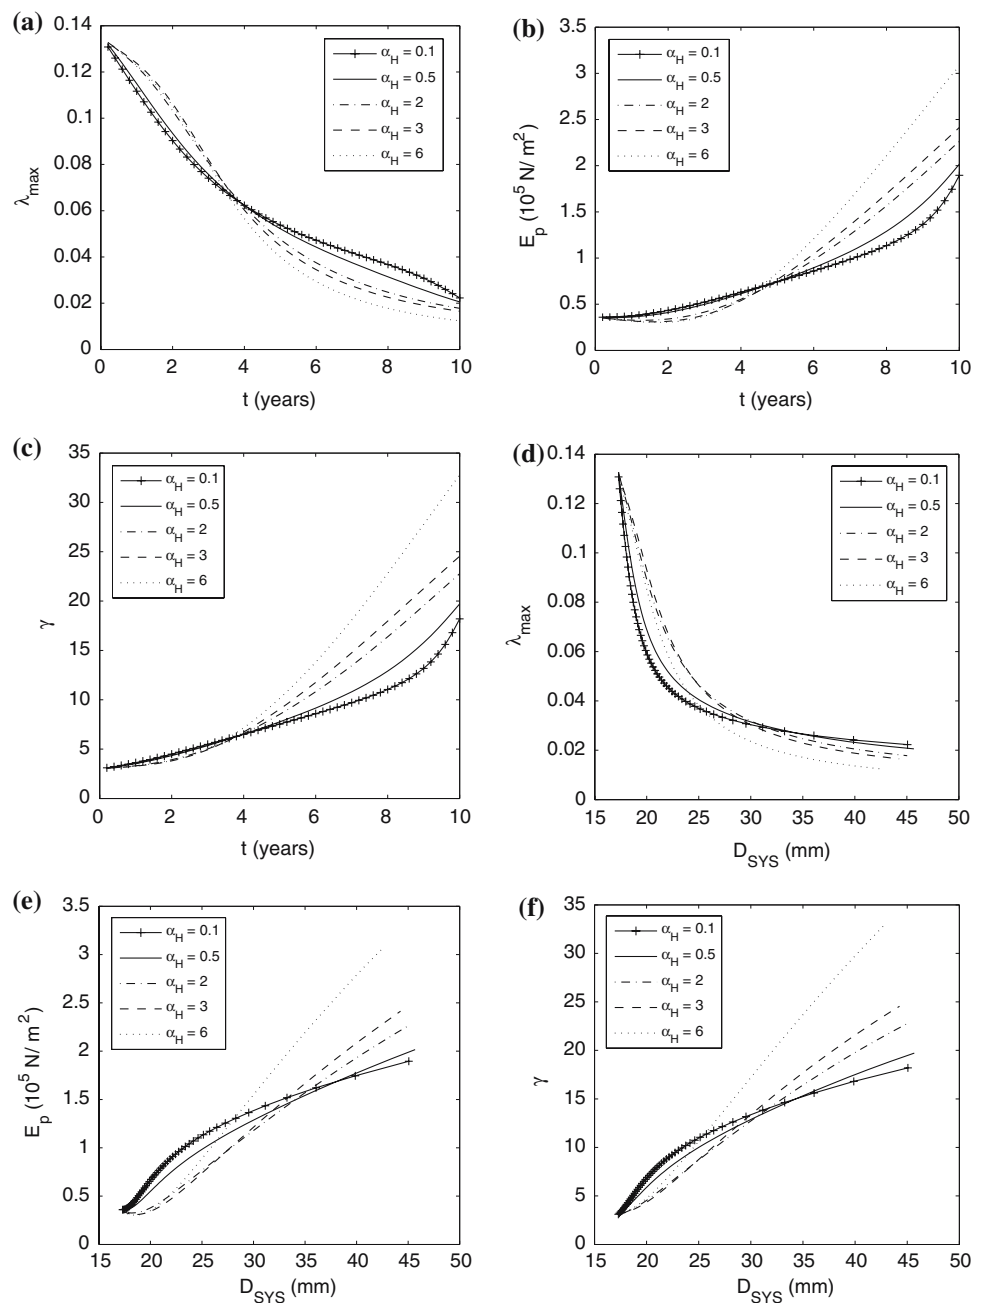 (a)
0.14
0.12
0.1
0.08
0.06
0.04
0.02
0
λmax
0 2 4 6 8 10
t (years)
αH = 0.1
αH = 0.5
αH = 2
αH = 3
αH = 6
(b)
3.5
3
2.5
2
1.5
1
0.5
0
Ep (10^5 N/ m^2)
0 2 4 6 8 10
t (years)
αH = 0.1
αH = 0.5
αH = 2
αH = 3
αH = 6
(c)
35
30
25
20
15
10
5
0
γ
0 2 4 6 8 10
t (years)
αH = 0.1
αH = 0.5
αH = 2
αH = 3
αH = 6
(d)
0.14
0.12
0.1
0.08
0.06
0.04
0.02
0
λmax
15 20 25 30 35 40 45 50
DSYS (mm)
αH = 0.1
αH = 0.5
αH = 2
αH = 3
αH = 6
(e)
3.5
3
2.5
2
1.5
1
0.5
0
Ep (10^5 N/ m^2)
15 20 25 30 35 40 45 50
DSYS (mm)
αH = 0.1
αH = 0.5
αH = 2
αH = 3
αH = 6
(f)
35
30
25
20
15
10
5
0
γ
15 20 25 30 35 40 45 50
DSYS (mm)
αH = 0.1
αH = 0.5
αH = 2
αH = 3
αH = 6